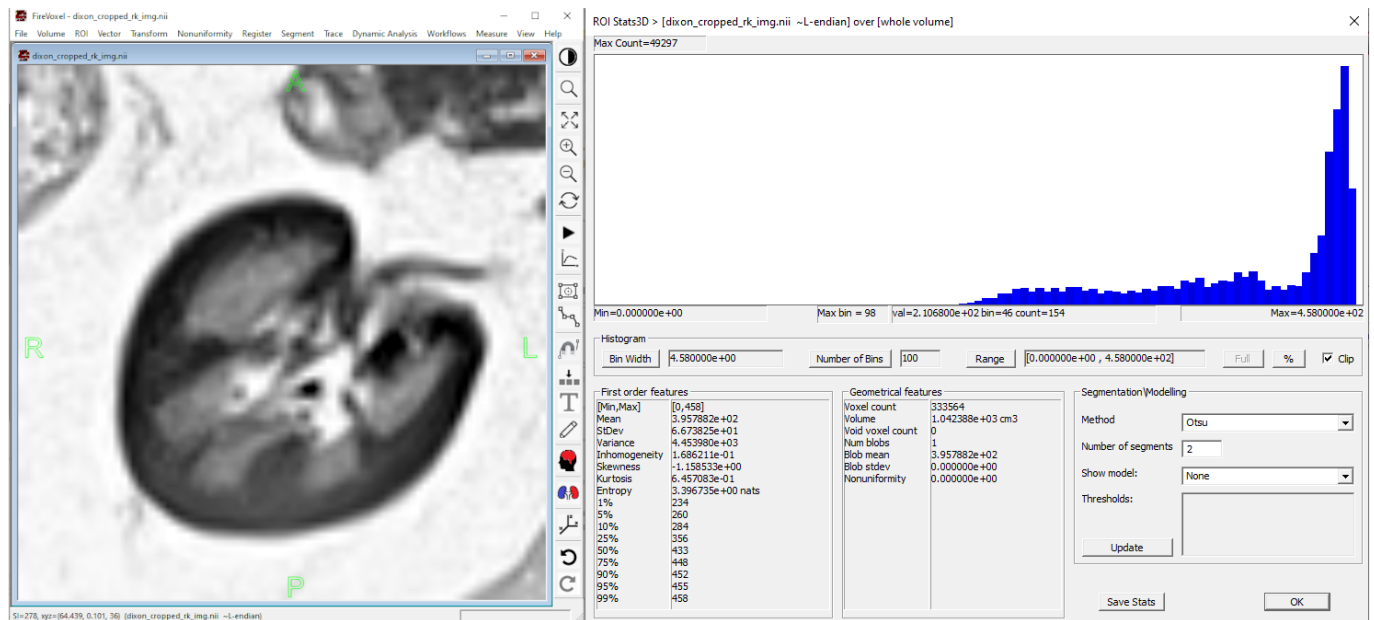 FireVoxel - dixon_cropped_rk_img.nii
File Volume ROI Vector Transform Nonuniformity Register Segment Trace Dynamic Analysis Workflows Measure View Help
dixon_cropped_rk_img.nii
A
R
L
P
T
SI=278, xyz=(64.439, 0.101, 36) (dixon_cropped_rk_img.nii ~L-endian)
ROI Stats3D > [dixon_cropped_rk_img.nii ~L-endian] over [whole volume]
Max Count=49297
Min=0.000000e+00 Max bin = 98 val=2.106800e+02 bin=46 count=154 Max=4.580000e+02
Histogram
Bin Width 4.580000e+00 Number of Bins 100 Range [0.000000e+00 , 4.580000e+02] Full % Clip
First order features
[Min,Max] [0,458]
Mean 3.957882e+02
StDev 6.673825e+01
Variance 4.453980e+03
Inhomogeneity 1.686211e-01
Skewness -1.158533e+00
Kurtosis 6.457083e-01
Entropy 3.396735e+00 nats
1% 234
5% 260
10% 284
25% 356
50% 433
75% 448
90% 452
95% 455
99% 458
Geometrical features
Voxel count 333564
Volume 1.042388e+03 cm3
Void voxel count 0
Num blobs 1
Blob mean 3.957882e+02
Blob stdev 0.000000e+00
Nonuniformity 0.000000e+00
Segmentation\Modelling
Method Otsu
Number of segments 2
Show model: None
Thresholds:
Update
Save Stats OK